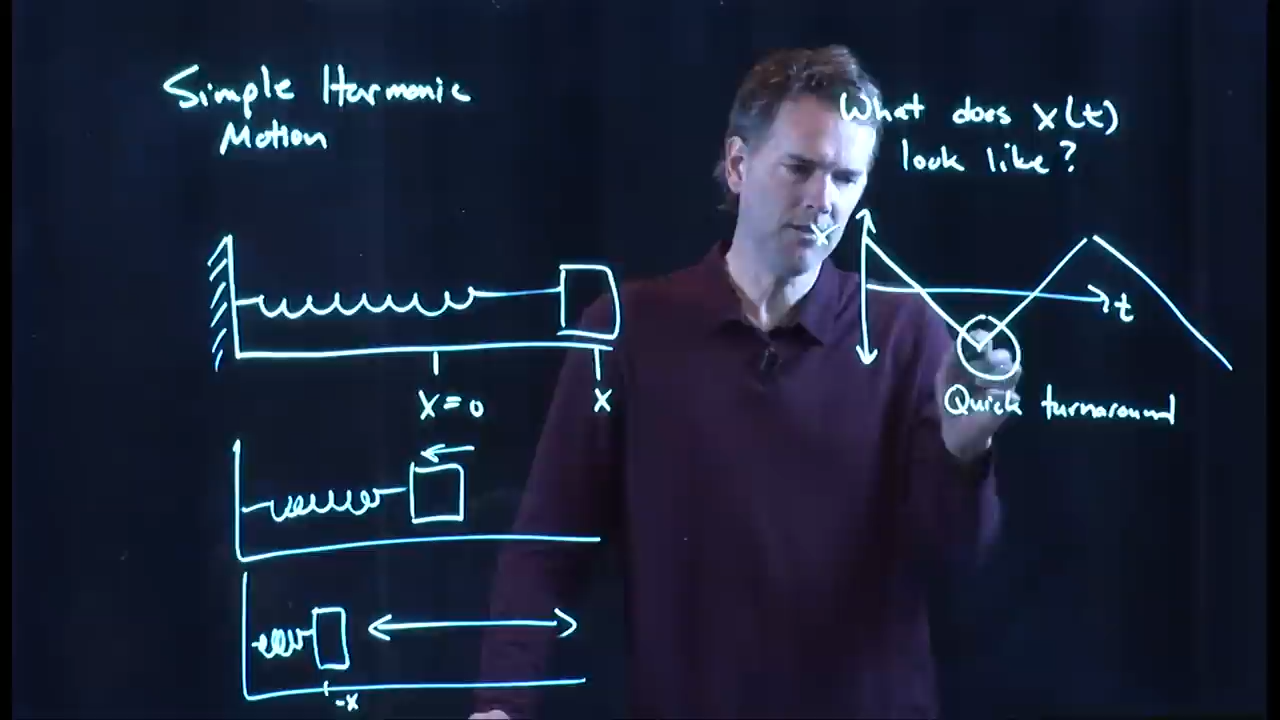 Simple Harmonic
Motion
What does x(t)
look like?
x
t
Quick turnaround
x=0
x
-x